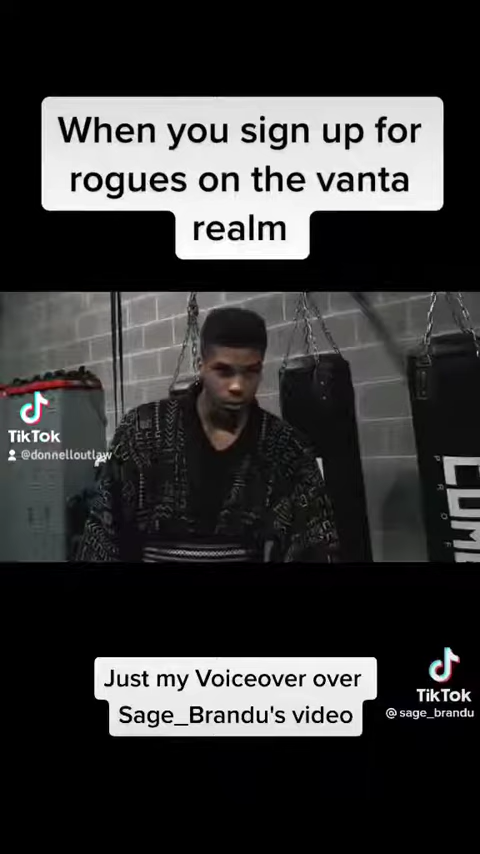 When you sign up for
rogues on the vanta
realm
TikTok
@donnelloutlaw
Just my Voiceover over
Sage_Brandu's video
TikTok
@sage_brandu